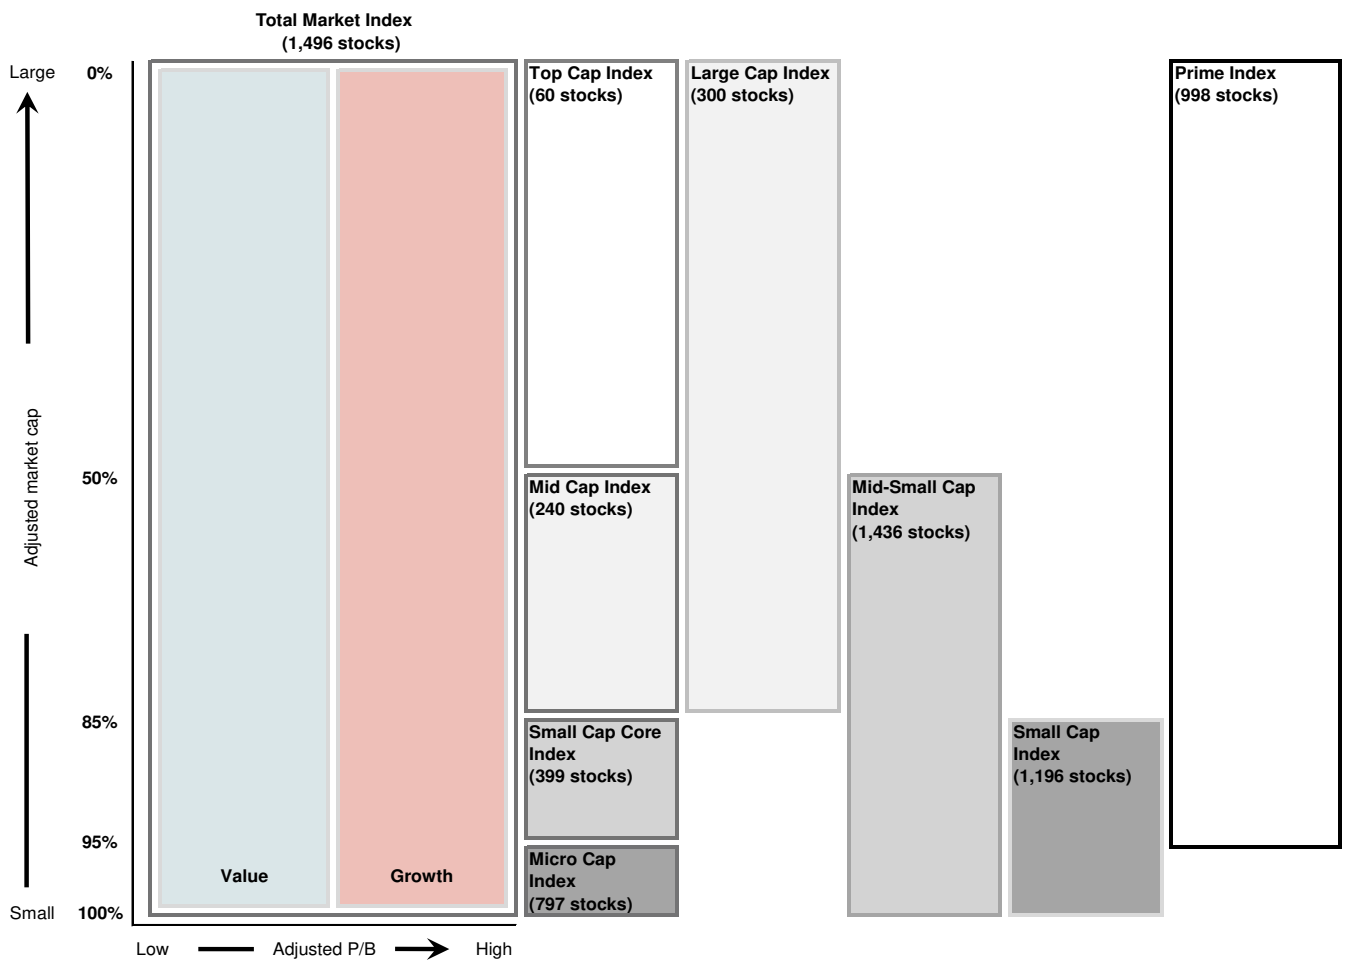 Total Market Index
(1,496 stocks)
Large
0%
Top Cap Index
(60 stocks)
Large Cap Index
(300 stocks)
Prime Index
(998 stocks)
Adjusted market cap
50%
Mid Cap Index
(240 stocks)
Mid-Small Cap
Index
(1,436 stocks)
85%
Small Cap Core
Index
(399 stocks)
Small Cap
Index
(1,196 stocks)
95%
Micro Cap
Index
(797 stocks)
Value
Growth
Small
100%
Low
Adjusted P/B
High